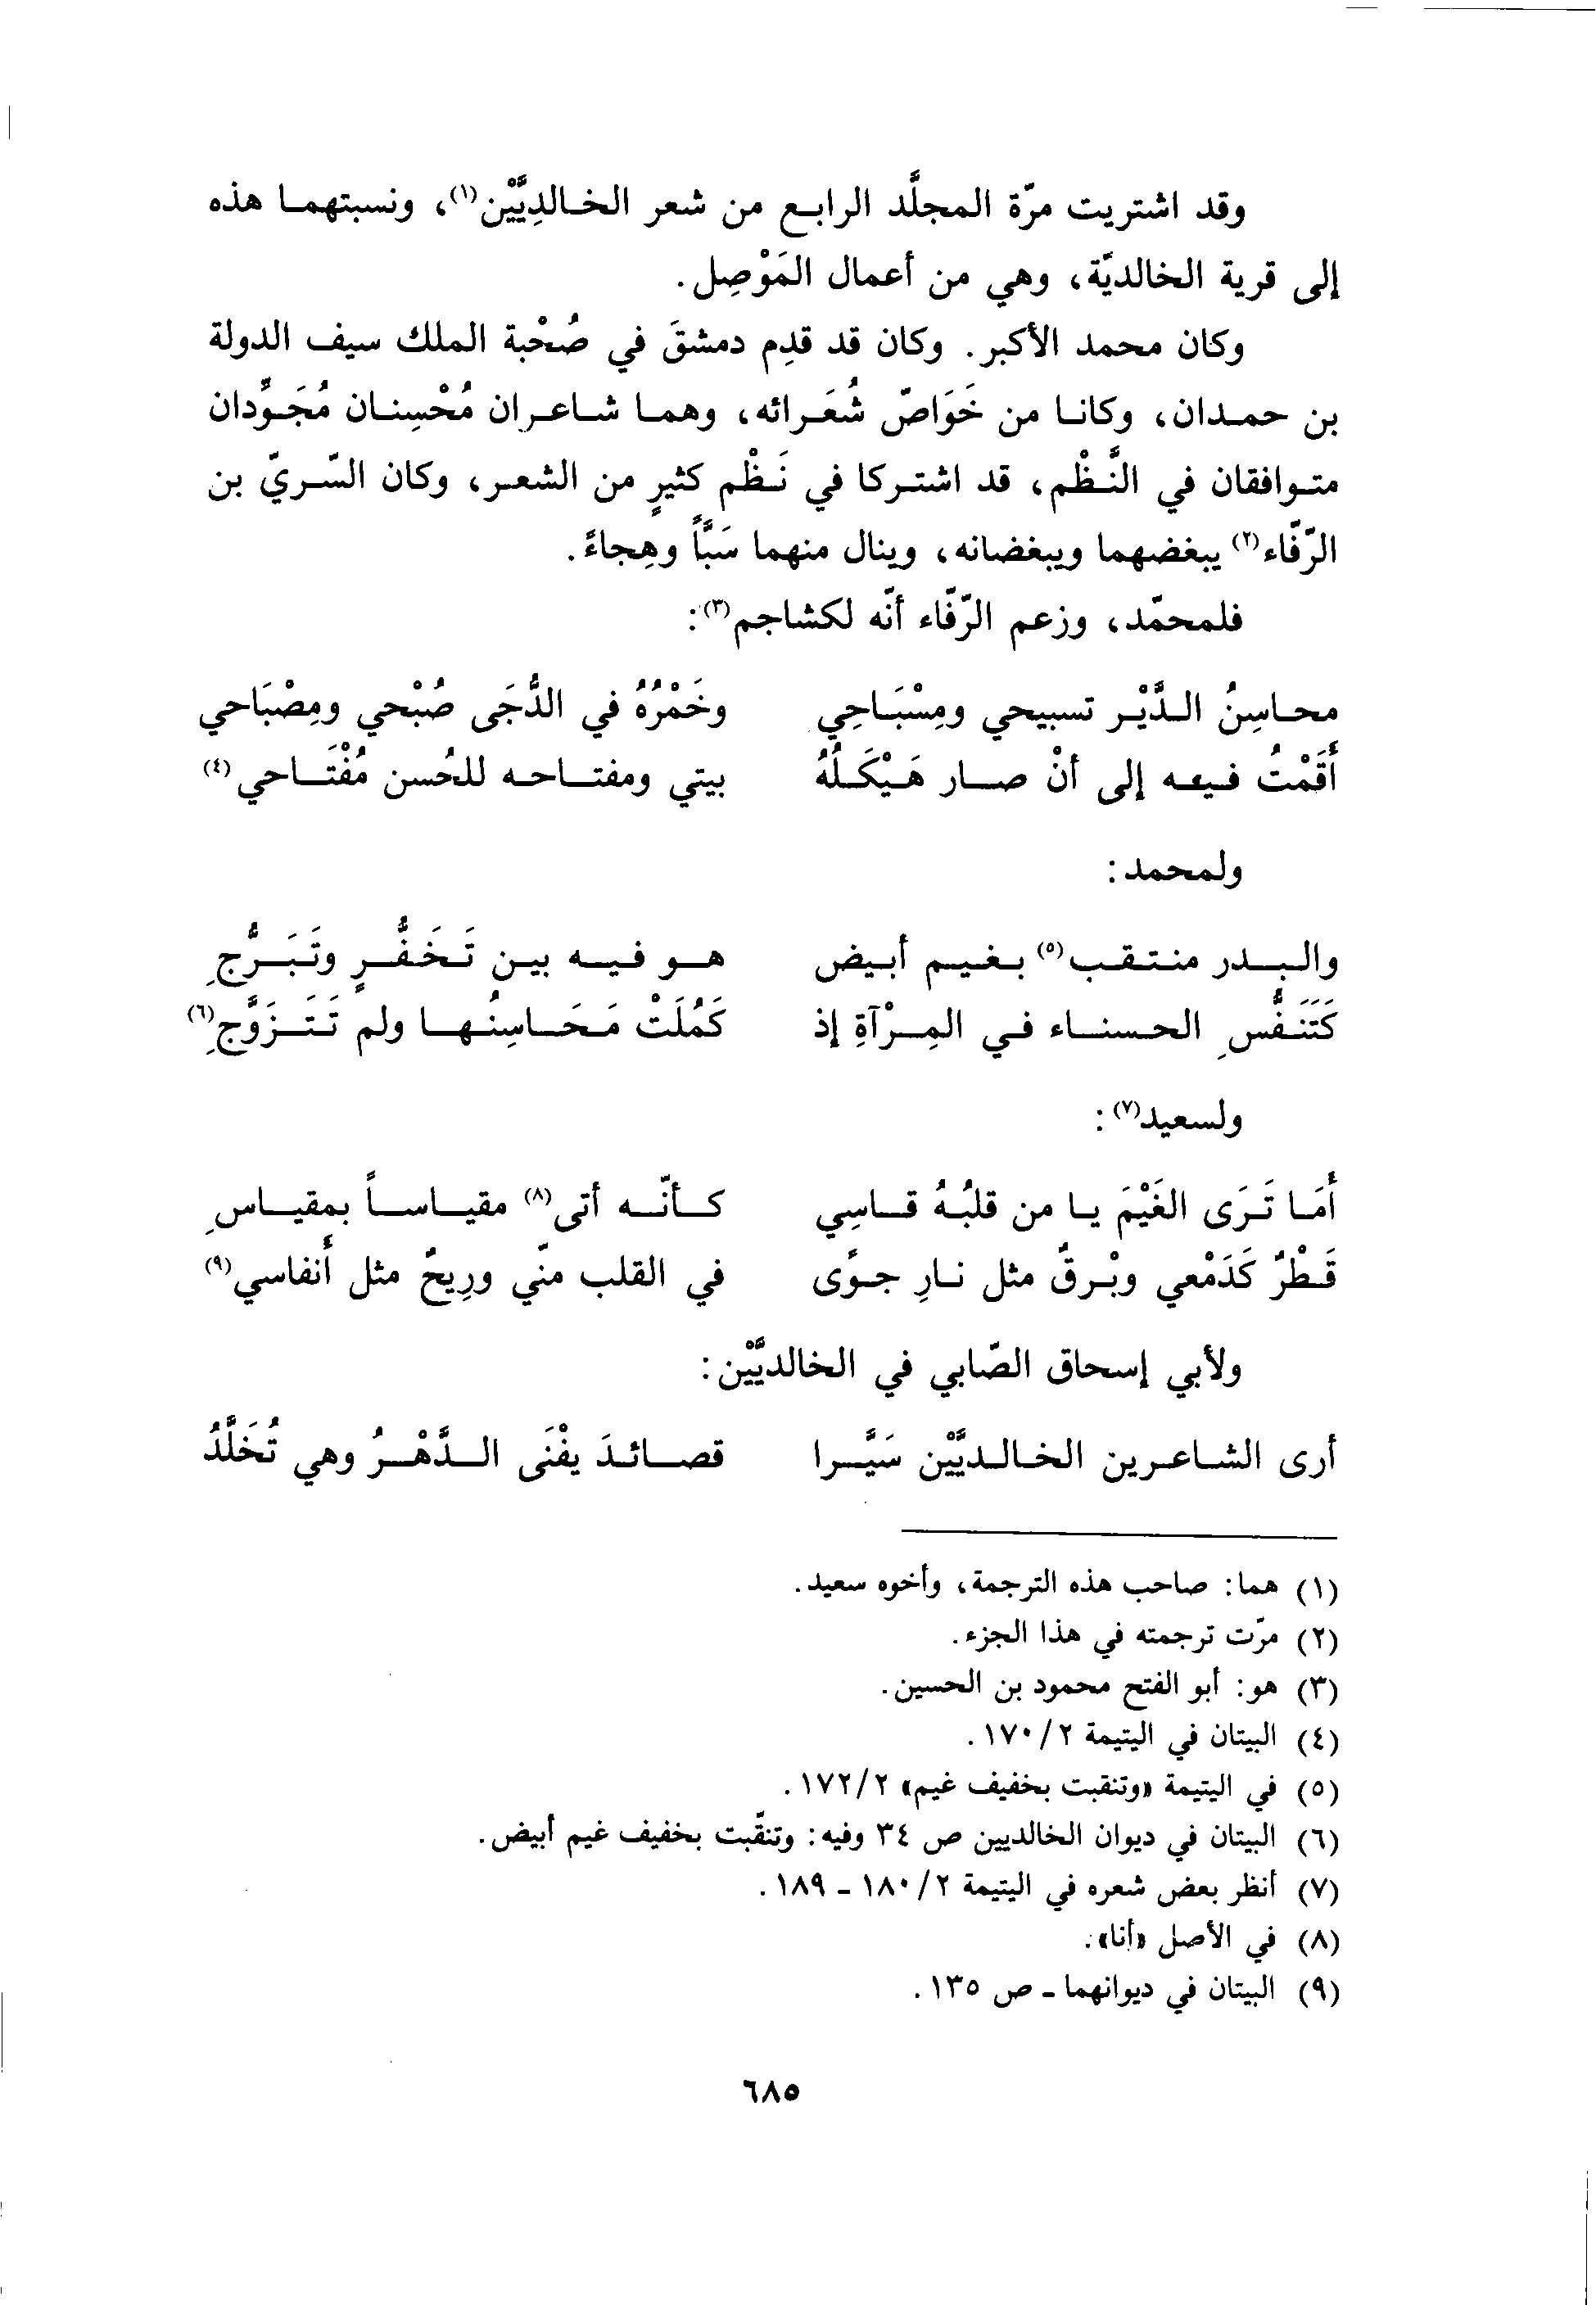 وقد اشتريت مرّة المجلَّد الرابع من شعر الخالدِيَّيْن(١)، ونسبتهما هذه
إلى قرية الخالديّة، وهي من أعمال المَوْصِل.
وكان محمد الأكبر. وكان قد قدِم دمشقَ في صُحْبة الملك سيف الدولة
بن حمدان، وكانا من خَوَاصّ شُعَرائه، وهما شاعران مُحْسِنان مُجَوِّدان
متوافقان في النَّظْم، قد اشتركا في نَظْم كثيرٍ من الشعر، وكان السّريّ بن
الرّفّاء(٢) يبغضهما ويبغضانه، وينال منهما سَبَّاً وهِجاءً.
فلمحمّد، وزعم الرّفّاء أنّه لكشاجم(٣):
محاسِنُ الدَّيْر تسبيحي ومِسْبَاحِي وخَمْرُهُ في الدُّجَى صُبْحي ومِصْبَاحي
أَقَمْتُ فيه إلى أنْ صار هَيْكَلُهُ بيتي ومفتاحه للحُسن مُفْتَاحي(٤)
ولمحمد:
والبدر منتقب(٥) بغيم أبيض هو فيه بين تَخَفُّرٍ وتَبَرُّجِ
كَتَنَفُّسِ الحسناء في المِرْآةِ إذ كَمُلَتْ مَحَاسِنُها ولم تَتَزَوَّجِ(٦)
ولسعيد(٧):
أَمَا تَرَى الغَيْمَ يا من قلبُهُ قاسِي كأنّه أتى(٨) مقياساً بمقياسِ
قَطْرٌ كَدَمْعي وبْرقٌ مثل نارِ جوًى في القلب منّي ورِيحٌ مثل أَنفاسي(٩)
ولأبي إسحاق الصّابي في الخالديَّيْن:
أرى الشاعرين الخالديَّيْن سَيَّرا قصائدَ يفْنَى الدَّهْرُ وهي تُخَلَّدُ
(١) هما: صاحب هذه الترجمة، وأخوه سعيد.
(٢) مرّت ترجمته في هذا الجزء.
(٣) هو: أبو الفتح محمود بن الحسين.
(٤) البيتان في اليتيمة ٢/ ١٧٠.
(٥) في اليتيمة «وتنقبت بخفيف غيم» ٢/ ١٧٢.
(٦) البيتان في ديوان الخالديين ص ٣٤ وفيه: وتنقّبت بخفيف غيم أبيض.
(٧) أنظر بعض شعره في اليتيمة ٢/ ١٨٠ - ١٨٩.
(٨) في الأصل «أنا».
(٩) البيتان في ديوانهما - ص ١٣٥.
٦٨٥